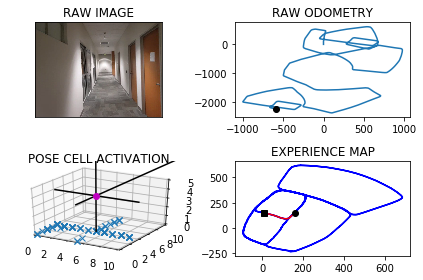 RAW IMAGE
RAW ODOMETRY
0
−1000
−2000
−1000 −500 0 500 1000
POSE CELL ACTIVATION
0 2 4 6 8 10
0 2 4 6 8 10
0 1 2 3 4 5
EXPERIENCE MAP
500
250
0
−250
0 200 400 600